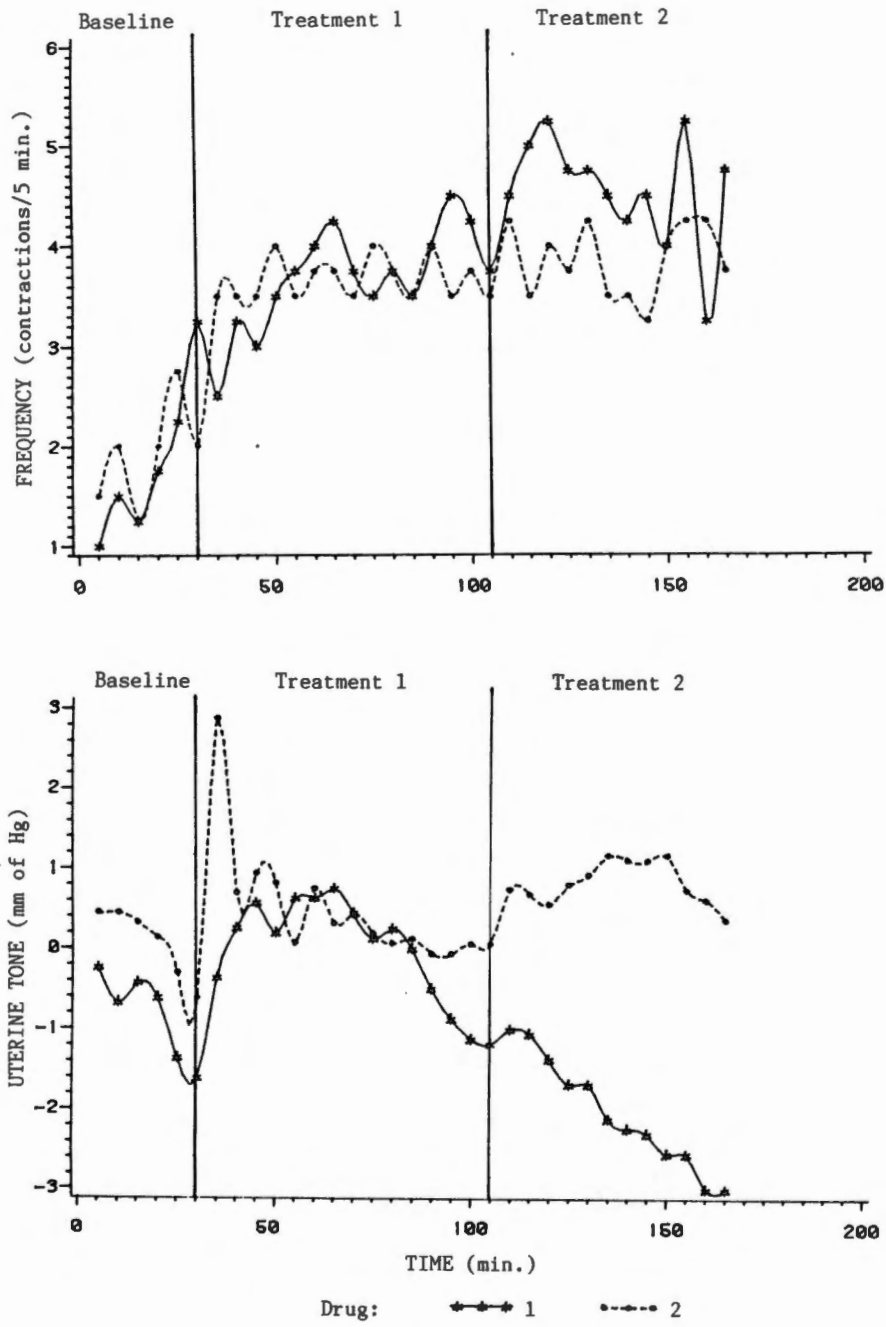 Baseline Treatment 1 Treatment 2
6
5
4
3
2
1
FREQUENCY (contractions/5 min.)
0 50 100 150 200
Baseline Treatment 1 Treatment 2
3
2
1
0
-1
-2
-3
UTERINE TONE (mm of Hg)
0 50 100 150 200
TIME (min.)
Drug: 1 2